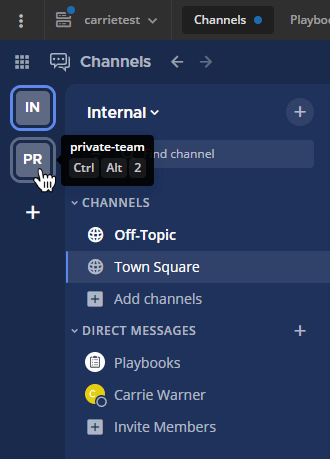 carrietest
Channels
Playbo
Channels
IN
Internal
PR
private-team
Ctrl Alt 2
nd channel
CHANNELS
Off-Topic
Town Square
Add channels
DIRECT MESSAGES
Playbooks
Carrie Warner
Invite Members